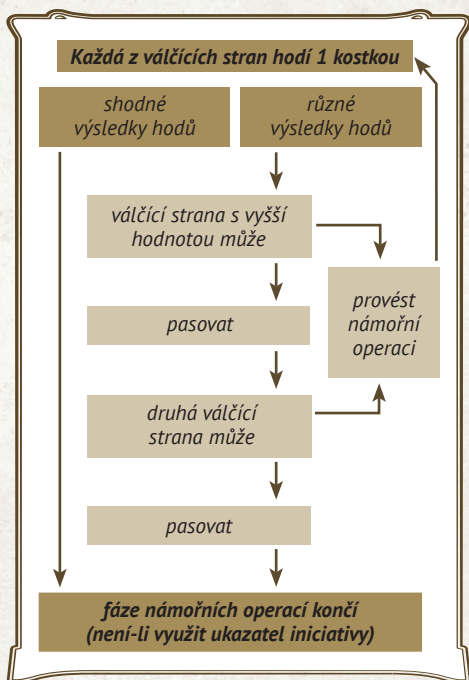 Každá z válčících stran hodí 1 kostkou
shodné
výsledky hodů
různé
výsledky hodů
válčící strana s vyšší
hodnotou může
provést
námořní
operaci
pasovat
druhá válčící
strana může
pasovat
fáze námořních operací končí
(není-li využit ukazatel iniciativy)